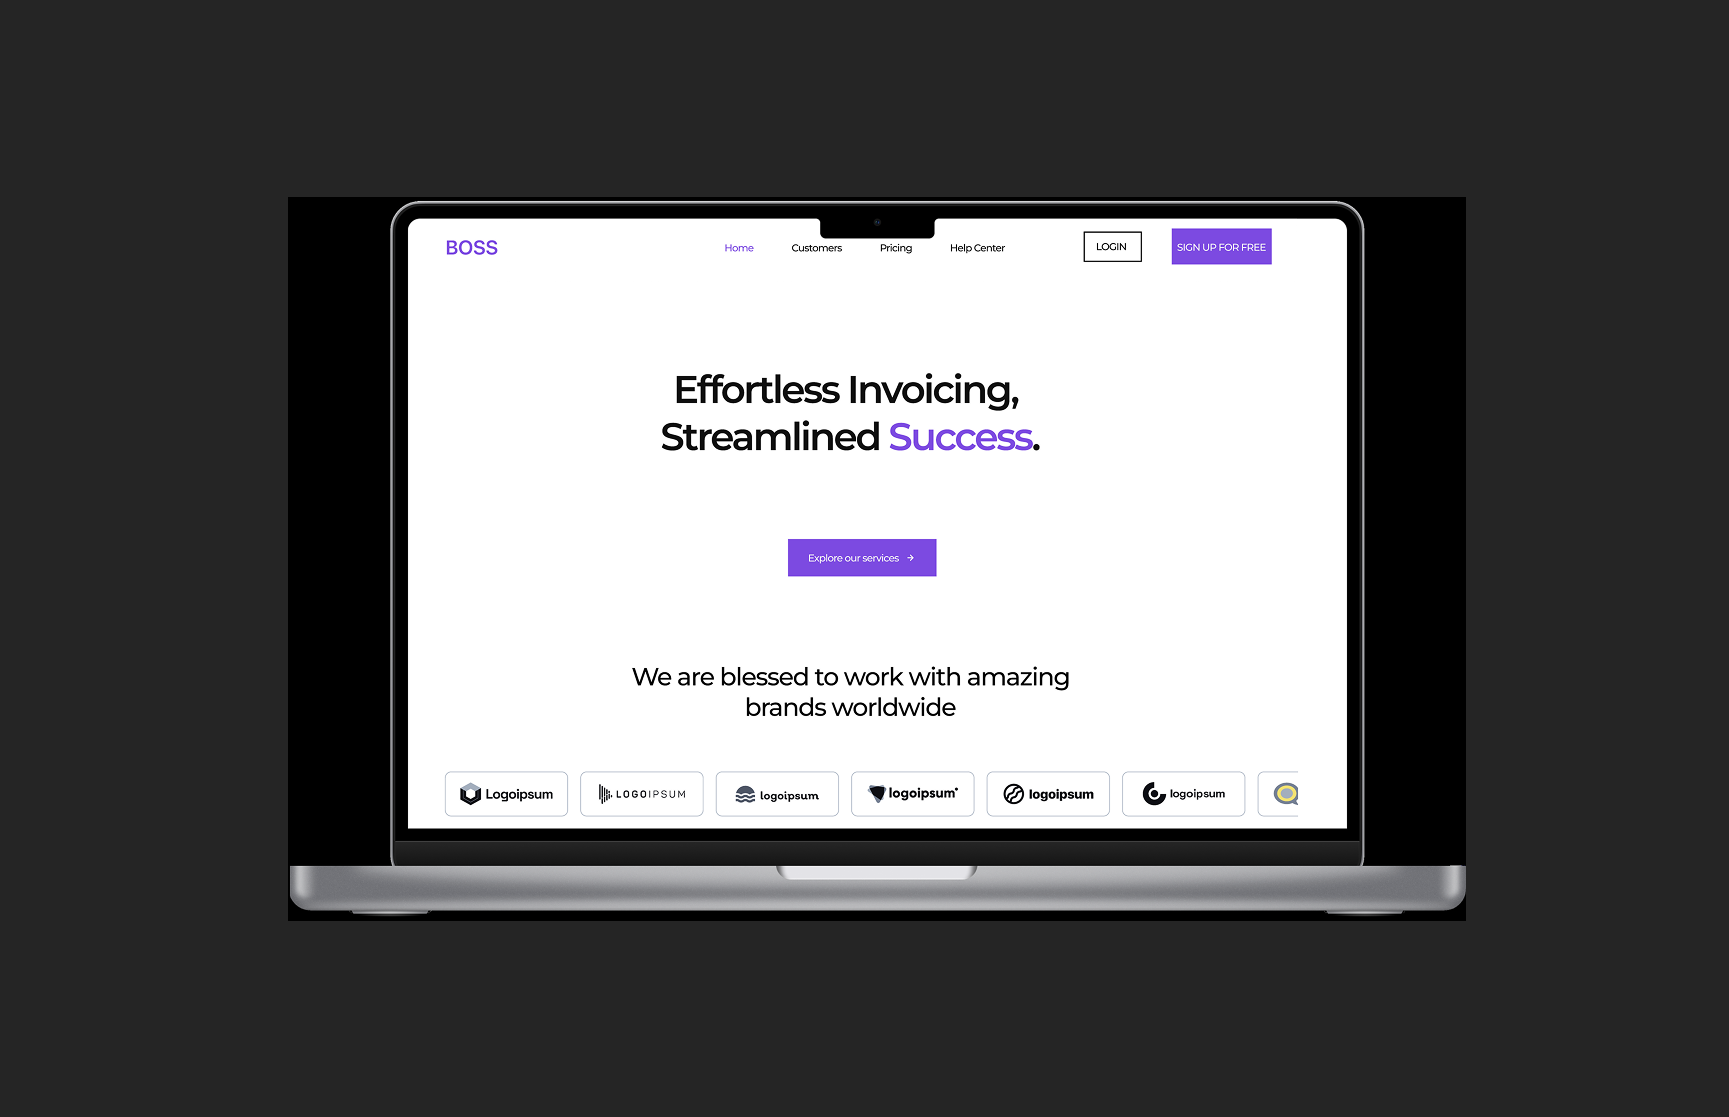 BOSS
Home
Customers
Pricing
Help Center
LOGIN
SIGN UP FOR FREE
Effortless Invoicing,
Streamlined Success.
Explore our services →
We are blessed to work with amazing
brands worldwide
Logoipsum
LOGOIPSUM
logoipsum
logoipsum
logoipsum
logoipsum